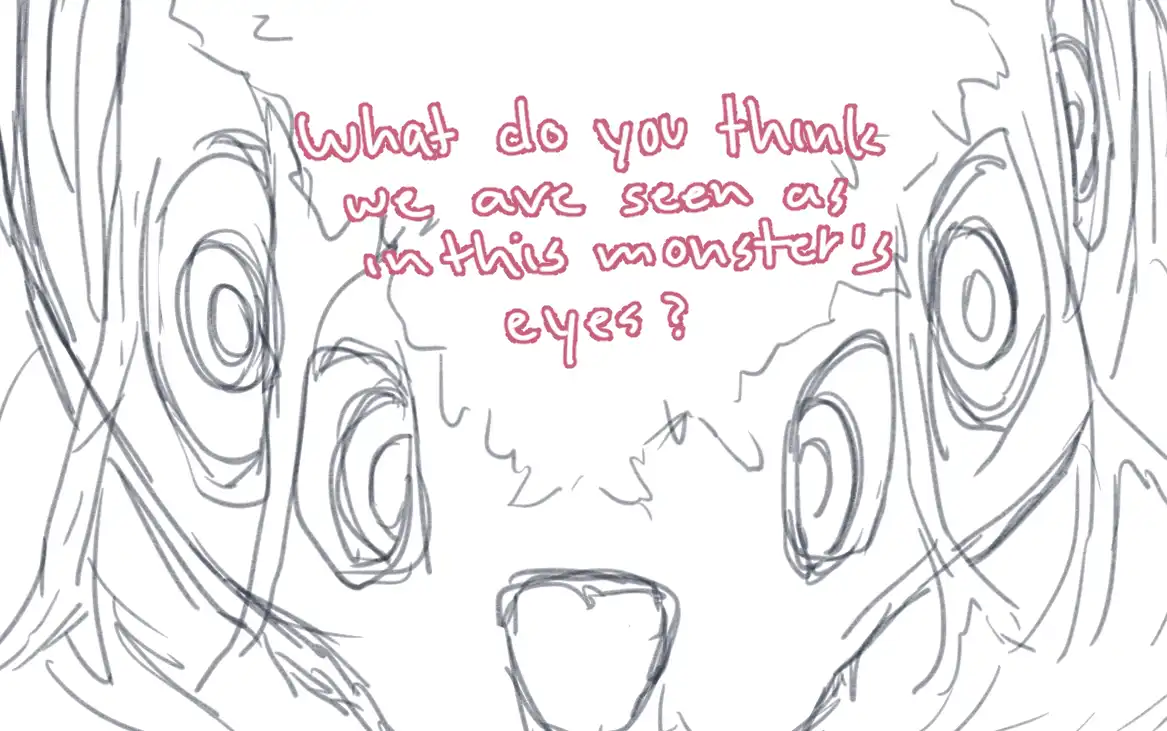 What do you think
we are seen as
in this monster's
eyes?